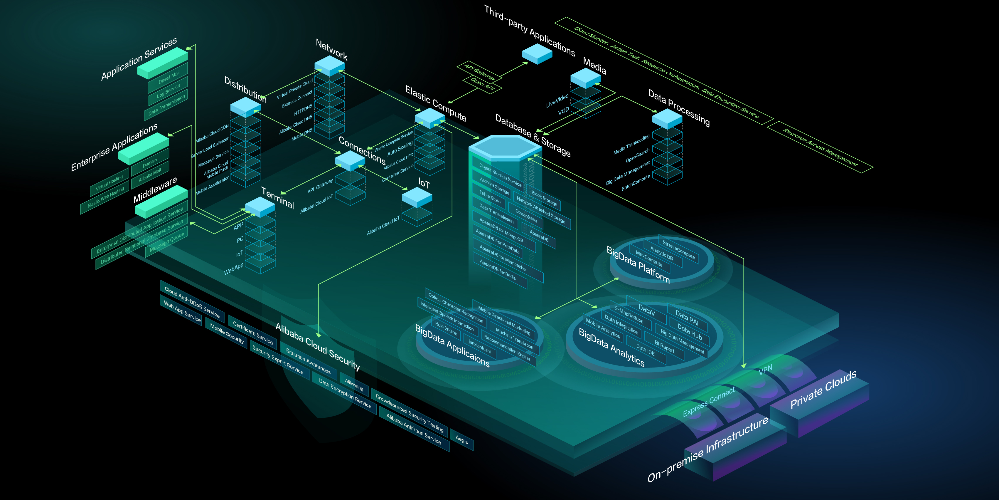 Application Services
Direct Mail
Log Service
Data Transmission
Enterprise Applications
Domain
Alibaba Mail
Virtual Hosting
Elastic Web Hosting
Middleware
Enterprise Distributed Application Service
Distributed Relational Database Service
Message Queue
Distribution
Alibaba Cloud CDN
Server Load Balancer
Message Service
Alibaba Cloud
Mobile Push
Mobile Accelerator
Network
Virtual Private Cloud
Express Connect
HTTPDNS
Alibaba Cloud DNS
Mobile DNS
Terminal
APP
PC
IoT
WebApp
Connections
API Gateway
Alibaba Cloud IoT
IoT
Alibaba Cloud IoT
Elastic Compute
Elastic Compute Service
Auto Scaling
Alibaba Cloud HPC
Container Service
Third-party Applications
API Gateway
Open API
Media
LiveVideo
VOD
Data Processing
Media Transcoding
OpenSearch
Big Data Management
BatchCompute
Cloud Monitor、Action Trail、Resource Orchestration、Data Encryption Service
Resource Access Management
Database & Storage
Object Storage Service
Block Storage
Archive Storage
Network Attached Storage
Table Store
OceanBase
Data Transmission
ApsaraDB
ApsaraDB for MongoDB
ApsaraDB For PetaData
ApsaraDB for Memcache
ApsaraDB for Redis
BigData Platform
StreamCompute
Analytic DB
MaxCompute
BigData Applicaions
Optical Character Recognition
Mobile Directional Marketing
Intelligent Speech Interaction
Machine Translation
Rule Engine
Recommendation Engine
junxiantuzhi
BigData Analytics
DataV
Data PAI
E-MapReduce
Data Hub
Data Integration
Big Data Management
Mobile Analytics
BI Report
Data IDE
Alibaba Cloud Security
Cloud Anti-DDoS Service
Web App Service
Certificate Service
Mobile Security
Situation Awareness
Security Expert Service
Alilvwang
Data Encryption Service
Crowdsourced Security Testing
Alibaba Antifraud Service
Aegis
VPN
Express Connect
Private Clouds
On-premise Infrastructure